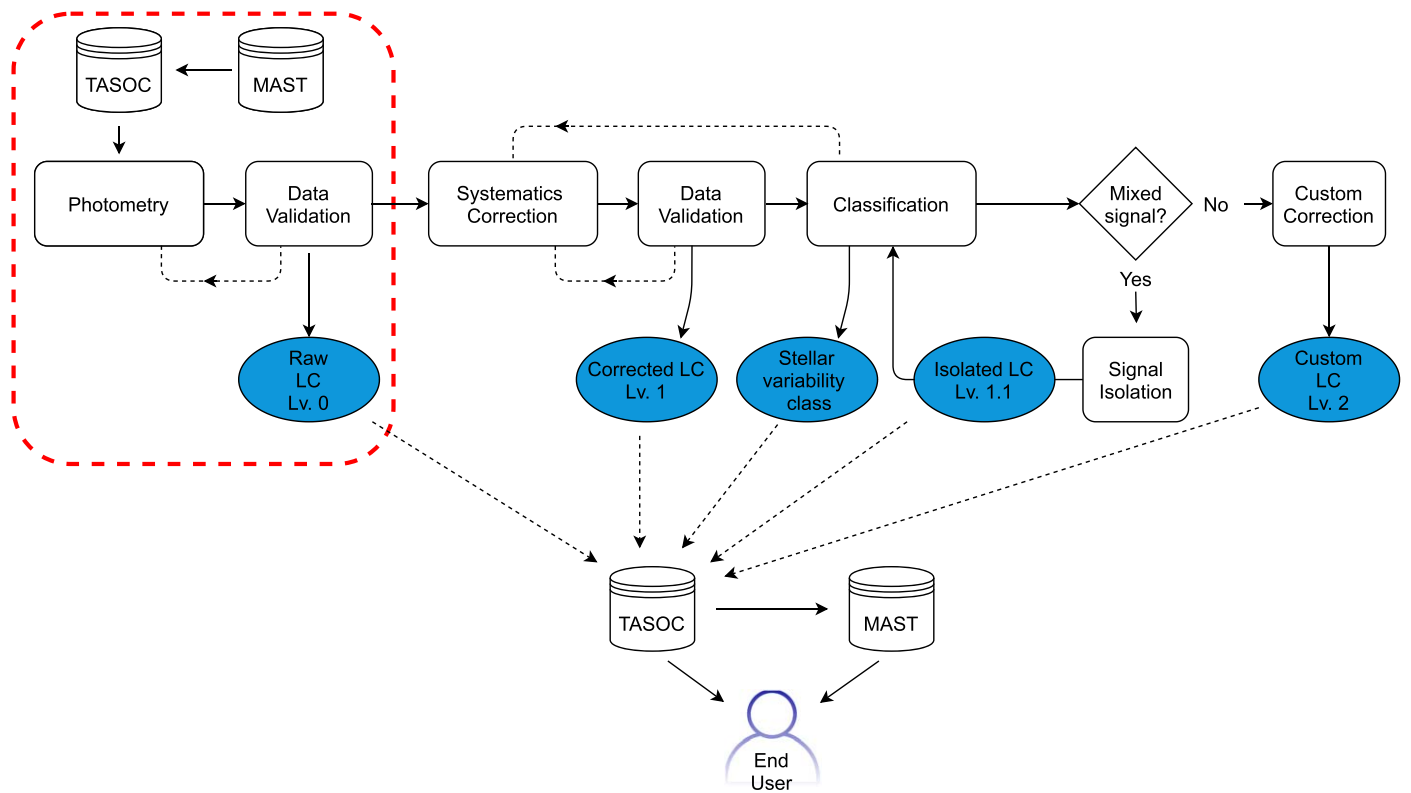 TASOC
MAST
Photometry
Data
Validation
Systematics
Correction
Data
Validation
Classification
Mixed
signal?
No
Custom
Correction
Yes
Raw
LC
Lv. 0
Corrected LC
Lv. 1
Stellar
variability
class
Isolated LC
Lv. 1.1
Signal
Isolation
Custom
LC
Lv. 2
TASOC
MAST
End
User